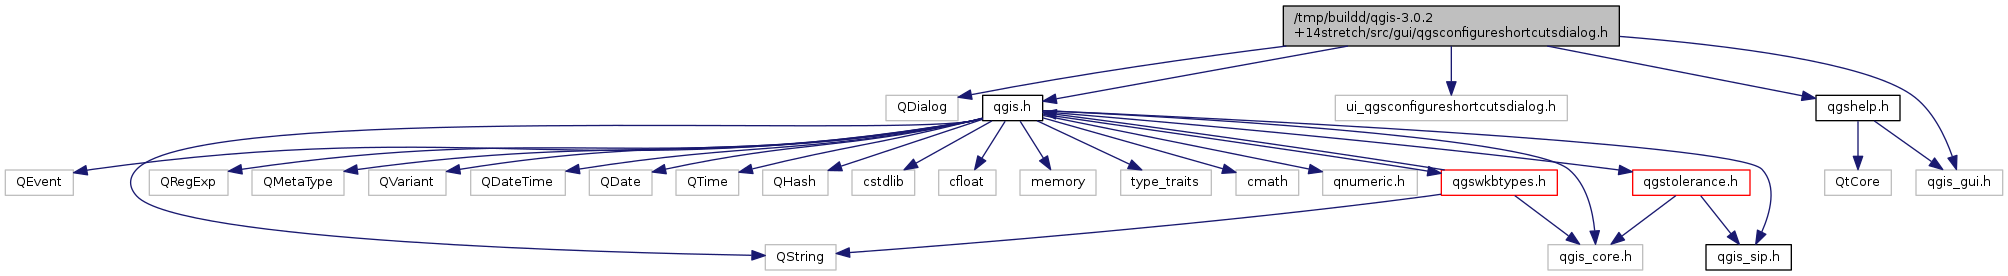 /tmp/buildd/qgis-3.0.2
+14stretch/src/gui/qgsconfigureshortcutsdialog.h
QDialog
qgis.h
ui_qgsconfigureshortcutsdialog.h
qgshelp.h
QEvent
QRegExp
QMetaType
QVariant
QDateTime
QDate
QTime
QHash
cstdlib
cfloat
memory
type_traits
cmath
qnumeric.h
qgswkbtypes.h
qgstolerance.h
QtCore
qgis_gui.h
QString
qgis_core.h
qgis_sip.h